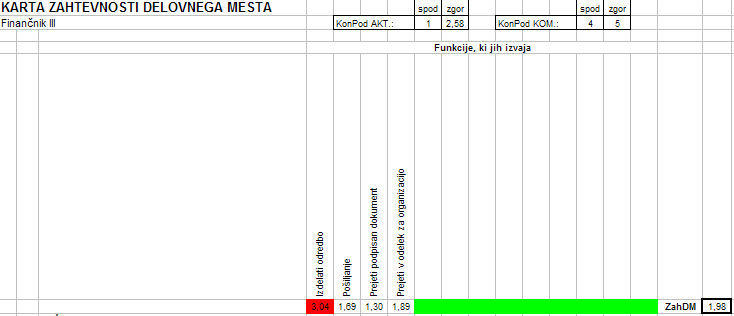 KARTA ZAHTEVNOSTI DELOVNEGA MESTA spod zgor spod zgor
Finančnik III KonPod AKT.: 1 2,58 KonPod KOM.: 4 5
Funkcije, ki jih izvaja
Izdelati odredbo
Pošiljanje
Prejeti podpisan dokument
Prejeti v odelek za organizacijo
3,04 1,69 1,30 1,89 ZahDM 1,98